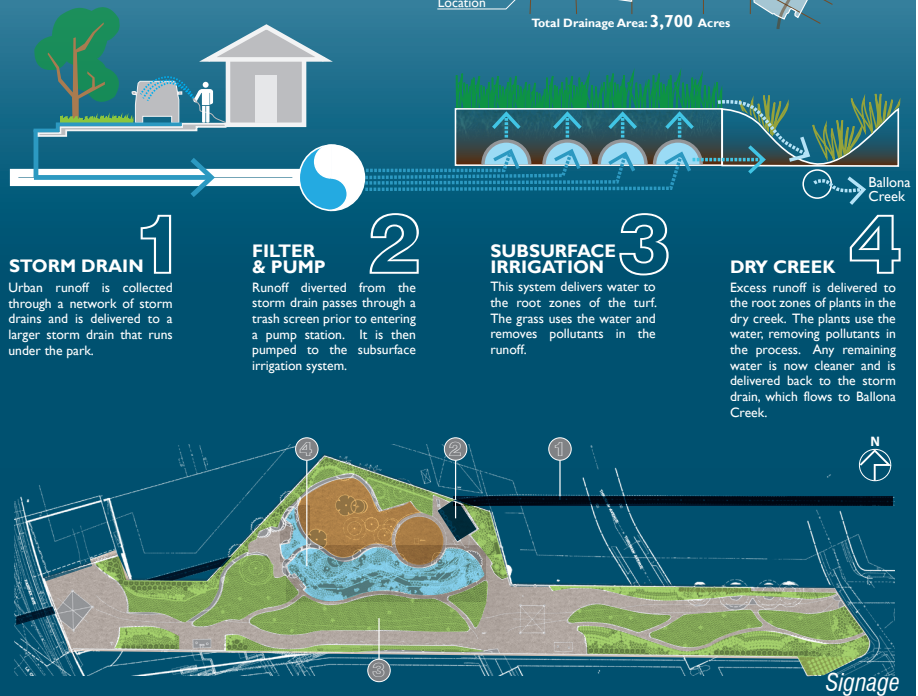 Location
Total Drainage Area: 3,700 Acres
Ballona
Creek
1
STORM DRAIN
Urban runoff is collected
through a network of storm
drains and is delivered to a
larger storm drain that runs
under the park.
2
FILTER
& PUMP
Runoff diverted from the
storm drain passes through a
trash screen prior to entering
a pump station. It is then
pumped to the subsurface
irrigation system.
3
SUBSURFACE
IRRIGATION
This system delivers water to
the root zones of the turf.
The grass uses the water and
removes pollutants in the
runoff.
4
DRY CREEK
Excess runoff is delivered to
the root zones of plants in the
dry creek. The plants use the
water, removing pollutants in
the process. Any remaining
water is now cleaner and is
delivered back to the storm
drain, which flows to Ballona
Creek.
4
2
1
N
3
Signage